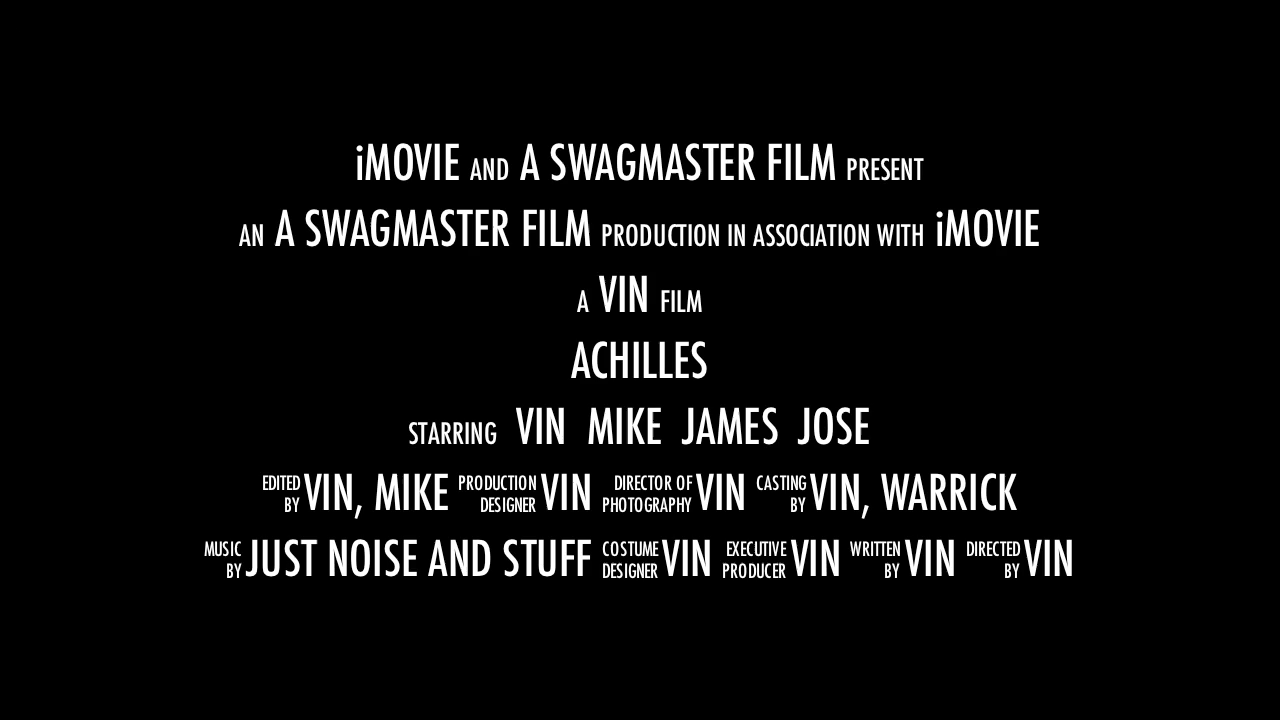 iMOVIE AND A SWAGMASTER FILM PRESENT
AN A SWAGMASTER FILM PRODUCTION IN ASSOCIATION WITH iMOVIE
A VIN FILM
ACHILLES
STARRING VIN MIKE JAMES JOSE
EDITED BY VIN, MIKE PRODUCTION DESIGNER VIN DIRECTOR OF PHOTOGRAPHY VIN CASTING BY VIN, WARRICK
MUSIC BY JUST NOISE AND STUFF COSTUME DESIGNER VIN EXECUTIVE PRODUCER VIN WRITTEN BY VIN DIRECTED BY VIN